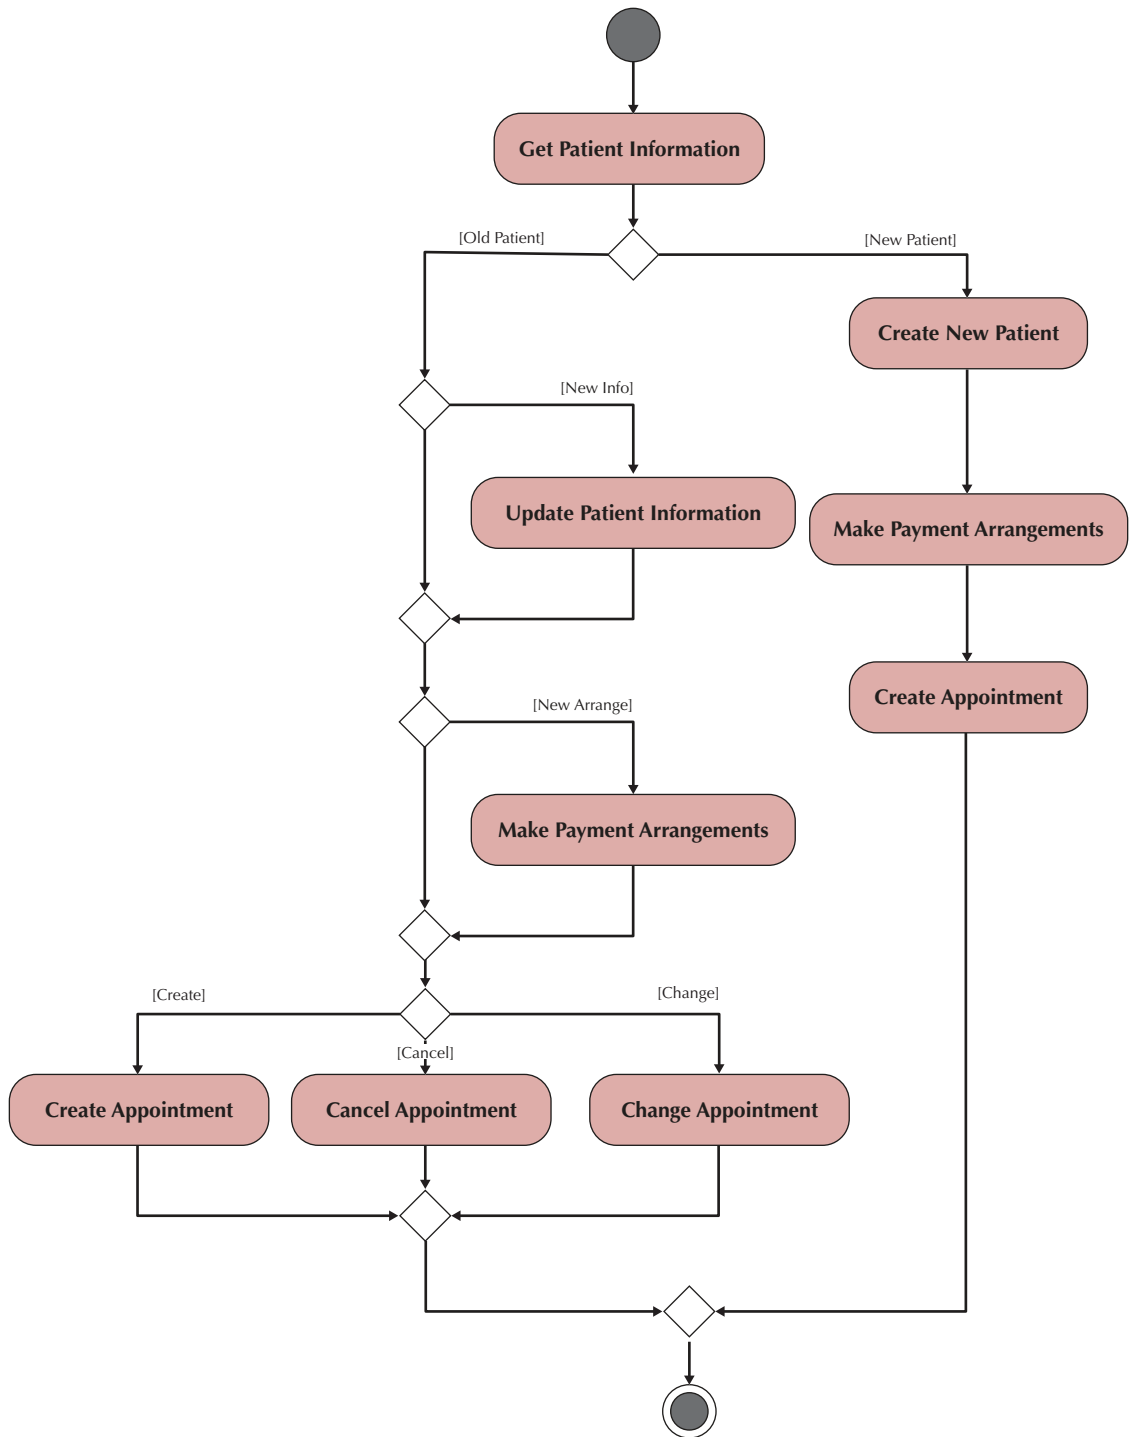 Get Patient Information
[Old Patient]
[New Patient]
Create New Patient
[New Info]
Update Patient Information
Make Payment Arrangements
Create Appointment
[New Arrange]
Make Payment Arrangements
[Create]
[Change]
[Cancel]
Create Appointment
Cancel Appointment
Change Appointment